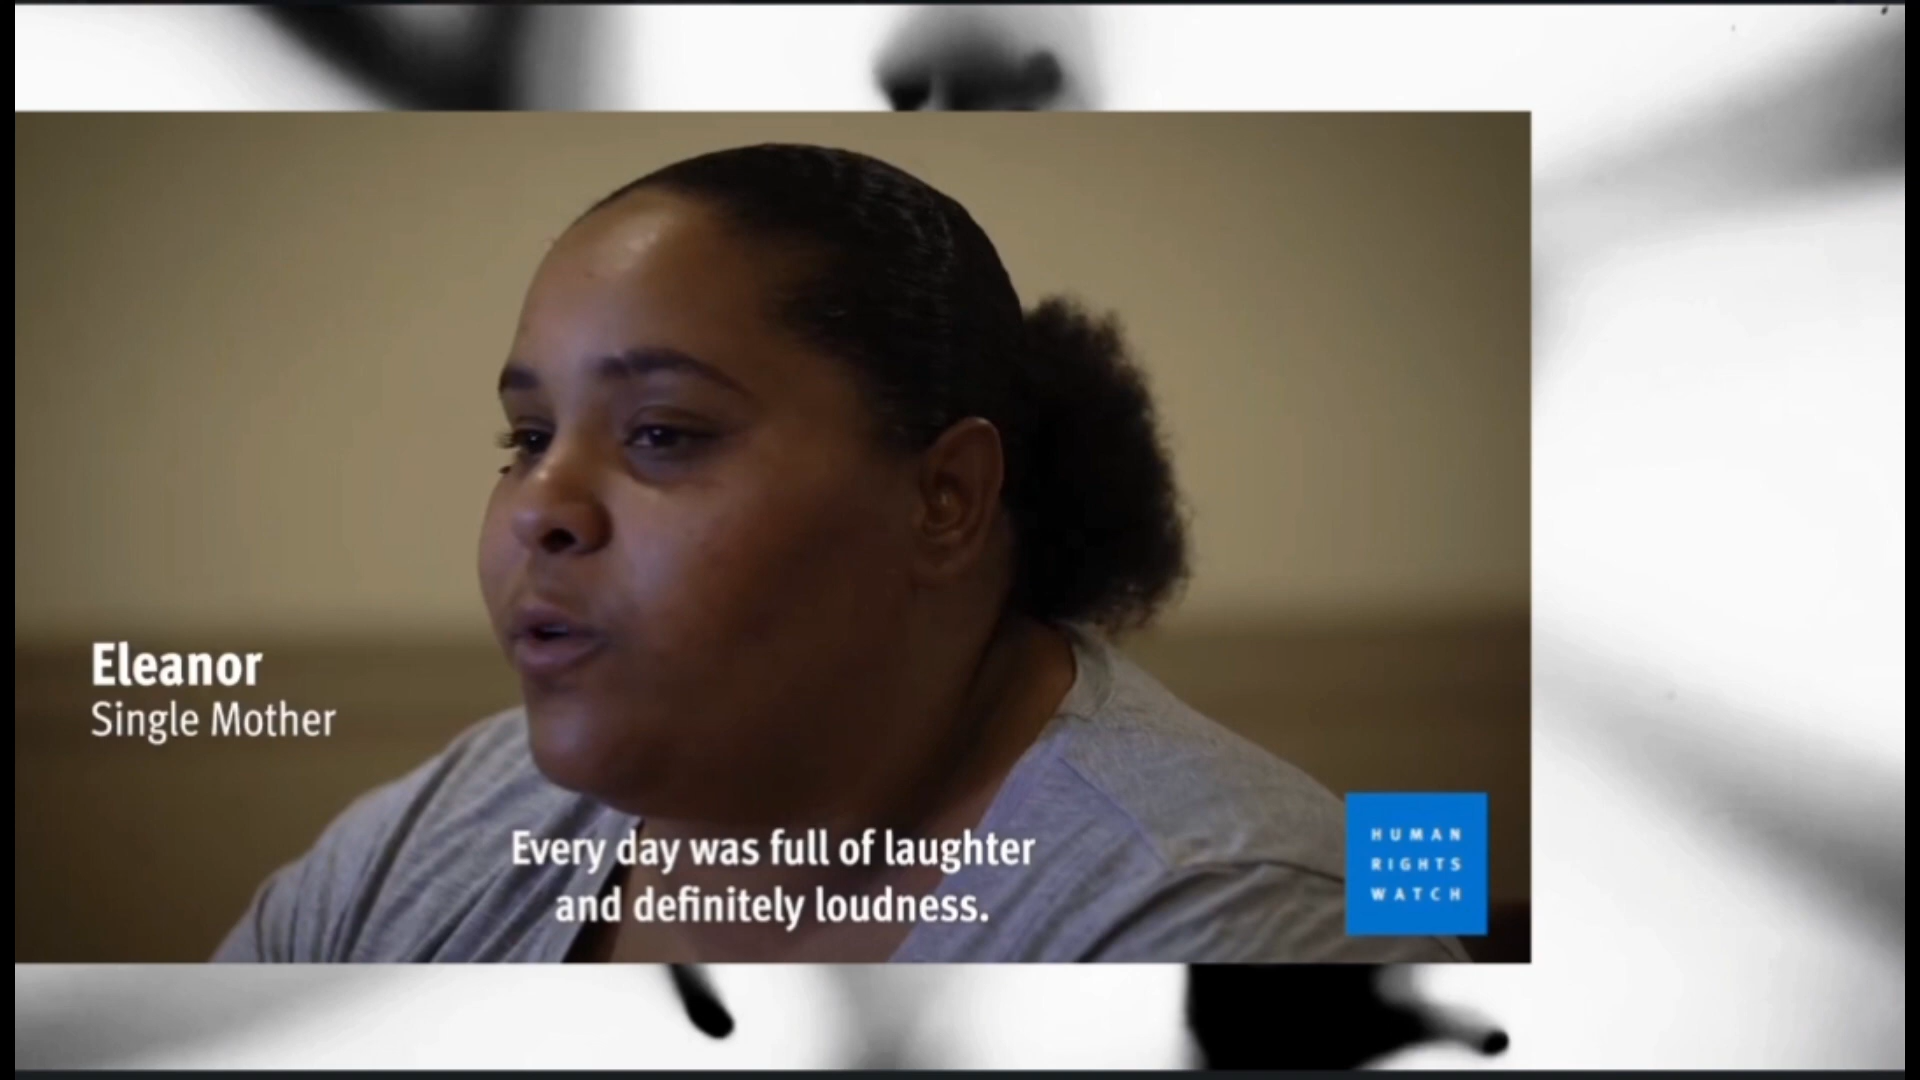 Eleanor
Single Mother
Every day was full of laughter
and definitely loudness.
HUMAN
RIGHTS
WATCH